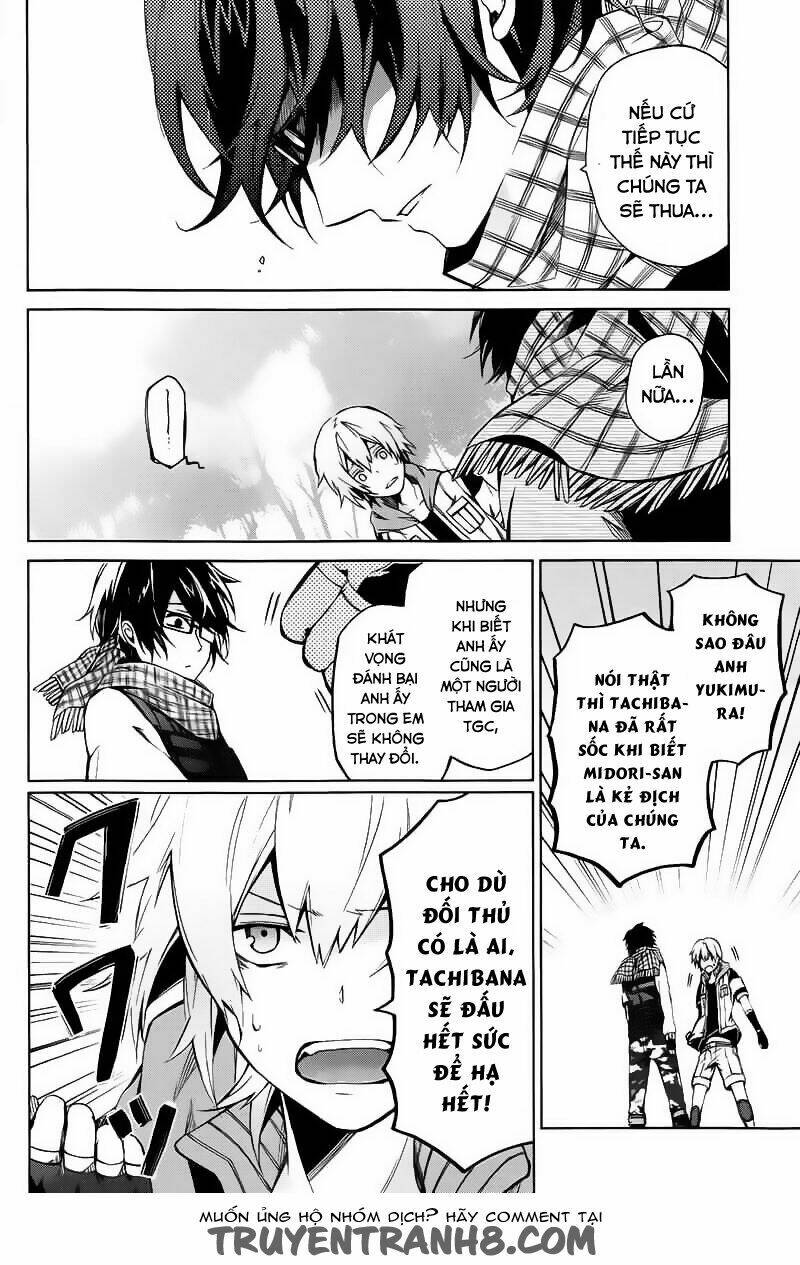 NẾU CỨ
TIẾP TỤC
THẾ NÀY THÌ
CHÚNG TA
SẼ THUA...
LẦN
NỮA...
KHÔNG
SAO ĐÂU
ANH
YUKIMU-
RA!
NÓI THẬT
THÌ TACHIBA-
NA ĐÃ RẤT
SỐC KHI BIẾT
MIDORI-SAN
LÀ KẺ ĐỊCH
CỦA CHÚNG
TA.
NHƯNG
KHI BIẾT
ANH ẤY
CŨNG LÀ
MỘT NGƯỜI
THAM GIA
TGC,
KHÁT
VỌNG
ĐÁNH BẠI
ANH ẤY
TRONG EM
SẼ KHÔNG
THAY ĐỔI.
CHO DÙ
ĐỐI THỦ
CÓ LÀ AI,
TACHIBANA
SẼ ĐẤU
HẾT SỨC
ĐỂ HẠ
HẾT!
MUỐN ỦNG HỘ NHÓM DỊCH? HÃY COMMENT TẠI
TRUYENTRANH8.COM